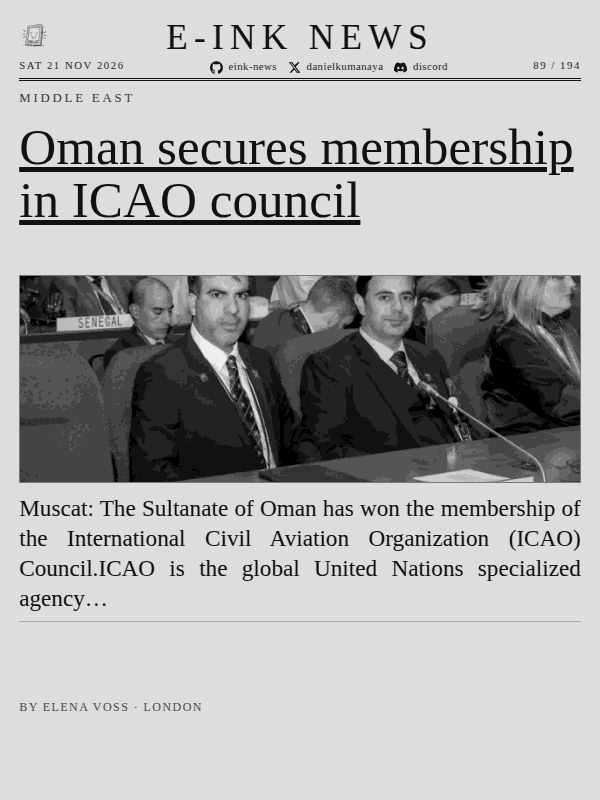 E-INK NEWS
SAT 21 NOV 2026
eink-news danielkumanaya discord
89 / 194
MIDDLE EAST
Oman secures membership
in ICAO council
SENEGAL
Muscat: The Sultanate of Oman has won the membership of
the International Civil Aviation Organization (ICAO)
Council.ICAO is the global United Nations specialized
agency…
BY ELENA VOSS · LONDON